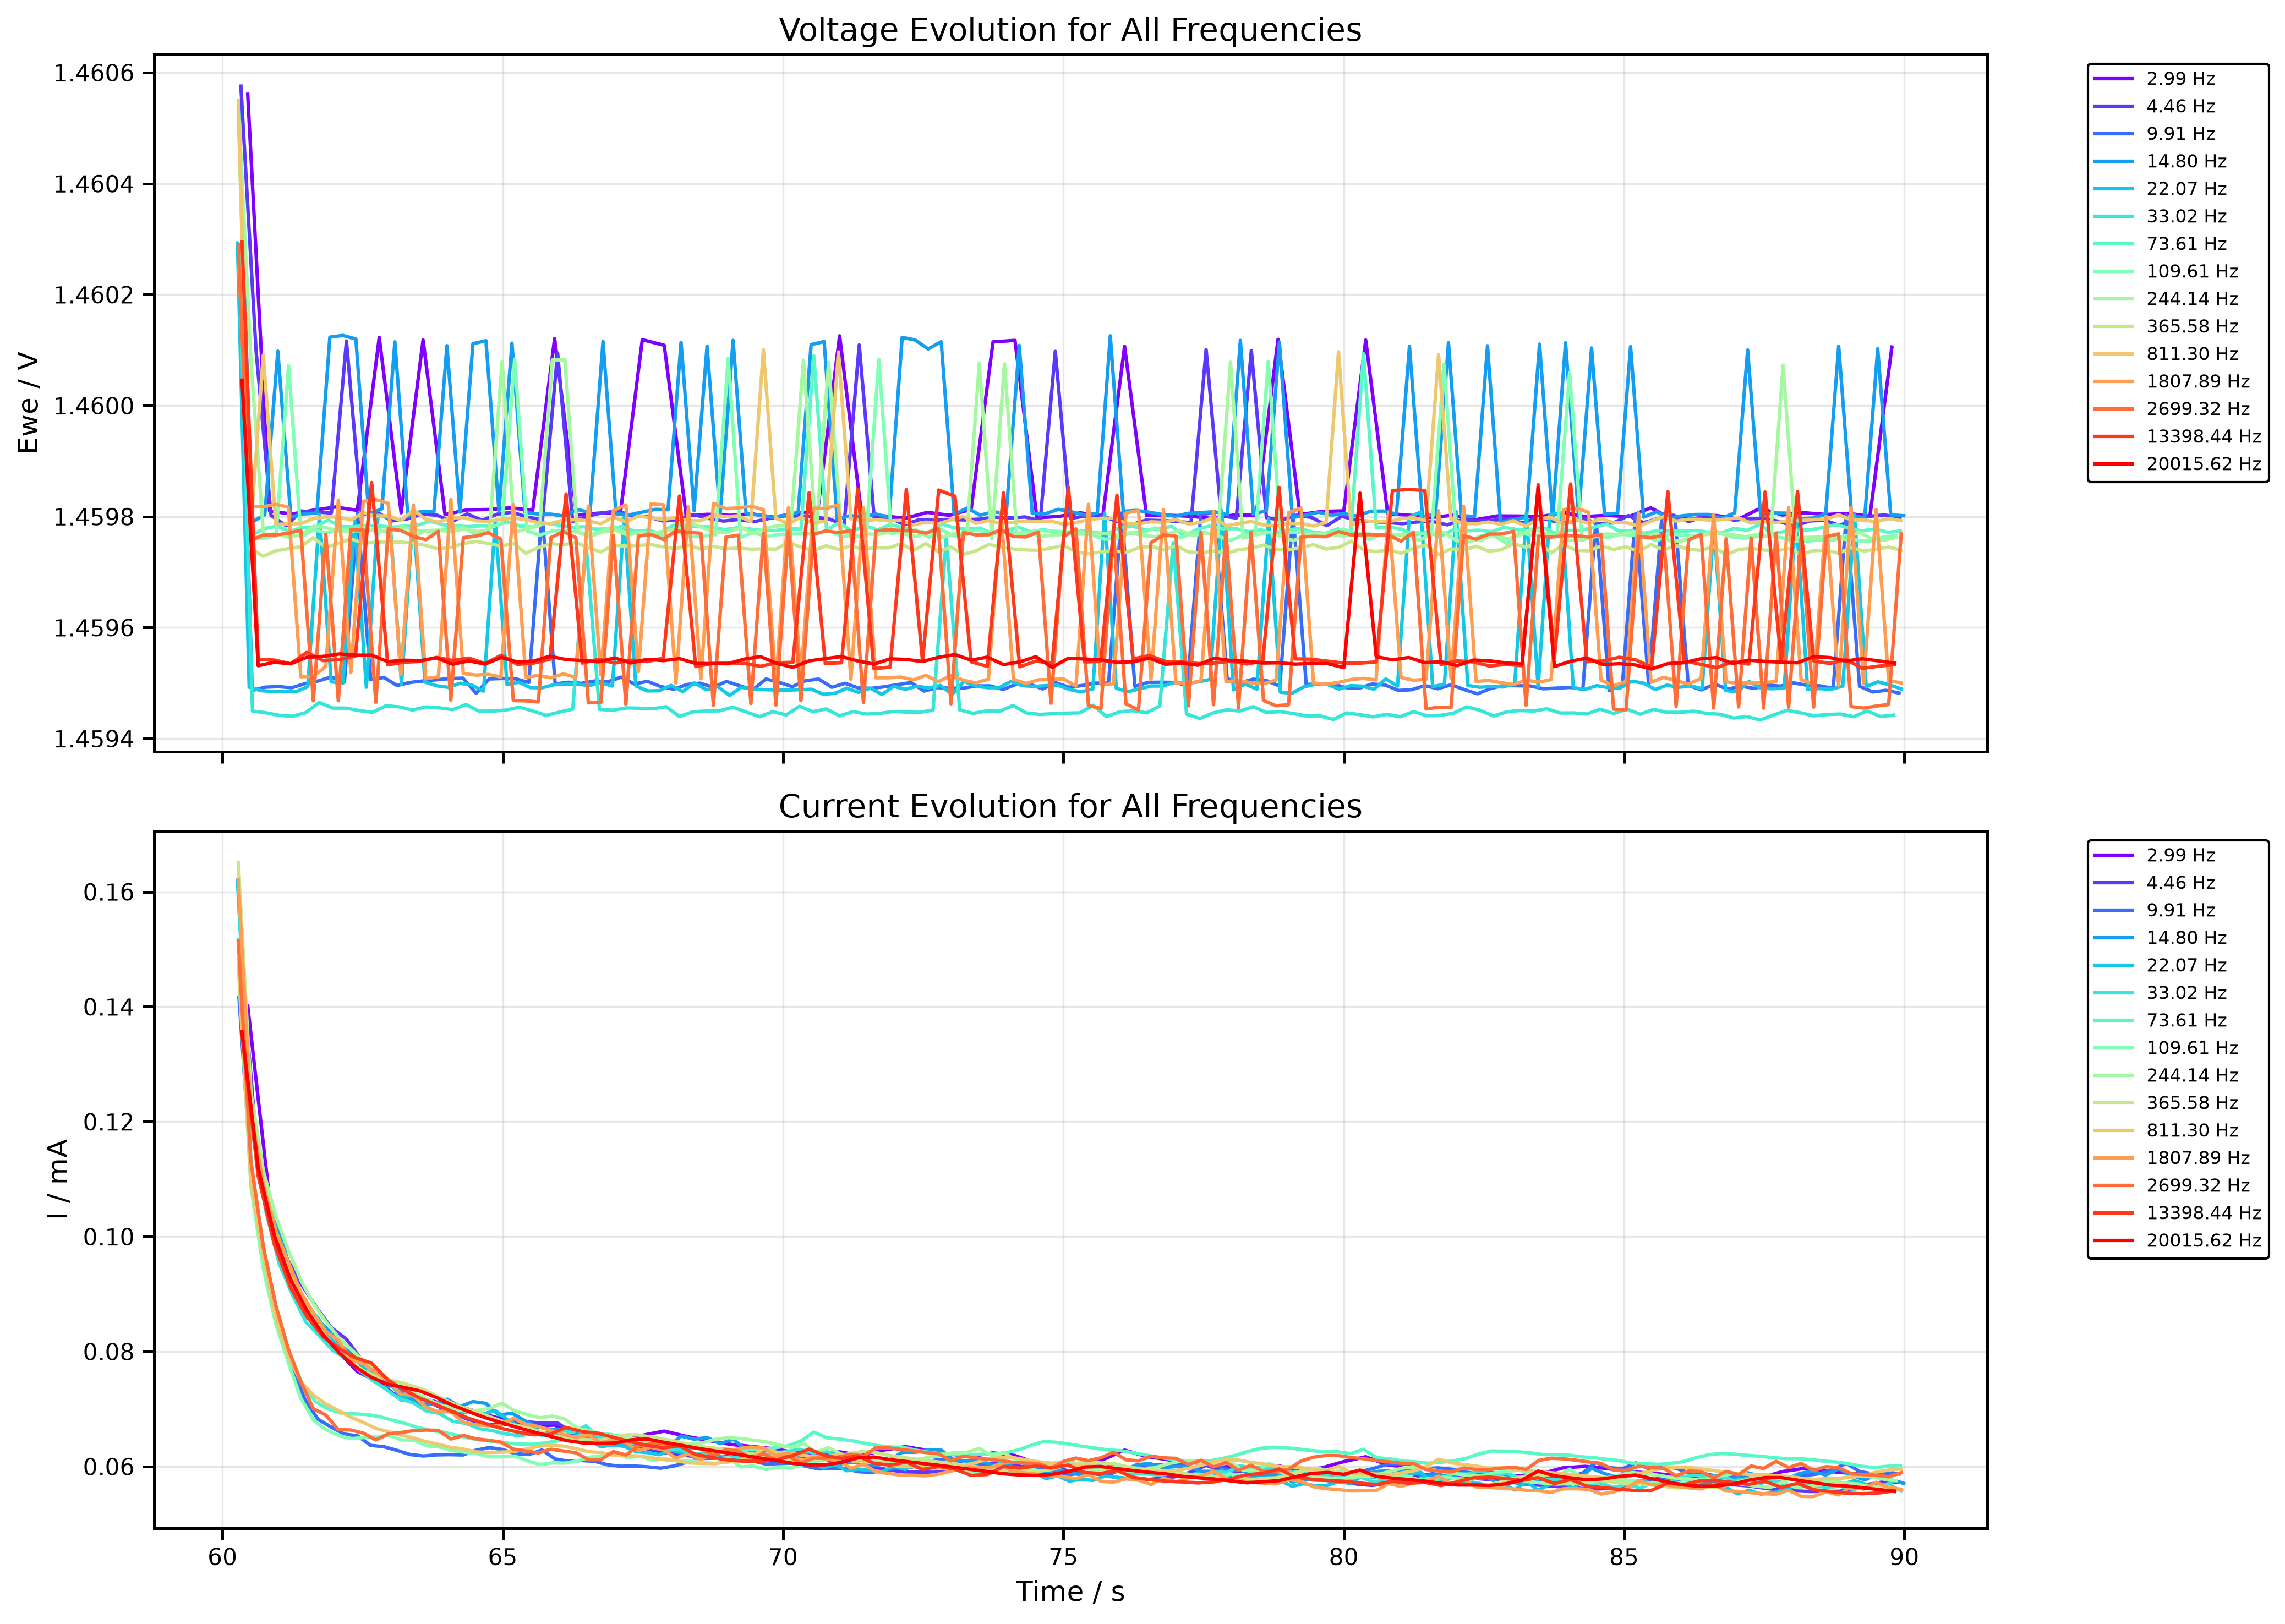 Voltage Evolution for All Frequencies
Ewe / V
1.4606
1.4604
1.4602
1.4600
1.4598
1.4596
1.4594
2.99 Hz
4.46 Hz
9.91 Hz
14.80 Hz
22.07 Hz
33.02 Hz
73.61 Hz
109.61 Hz
244.14 Hz
365.58 Hz
811.30 Hz
1807.89 Hz
2699.32 Hz
13398.44 Hz
20015.62 Hz
Current Evolution for All Frequencies
I / mA
0.16
0.14
0.12
0.10
0.08
0.06
60 65 70 75 80 85 90
Time / s
2.99 Hz
4.46 Hz
9.91 Hz
14.80 Hz
22.07 Hz
33.02 Hz
73.61 Hz
109.61 Hz
244.14 Hz
365.58 Hz
811.30 Hz
1807.89 Hz
2699.32 Hz
13398.44 Hz
20015.62 Hz